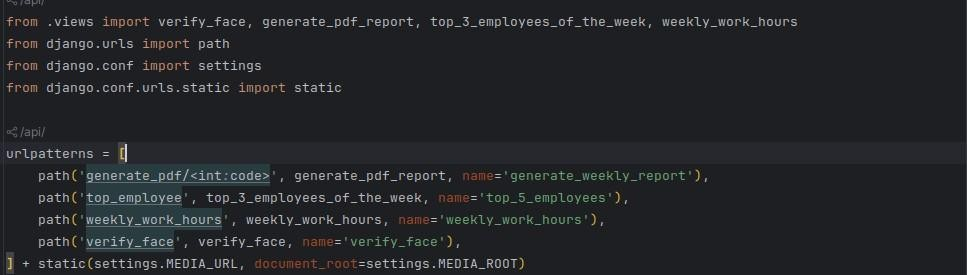 /api/
from .views import verify_face, generate_pdf_report, top_3_employees_of_the_week, weekly_work_hours
from django.urls import path
from django.conf import settings
from django.conf.urls.static import static
/api/
urlpatterns = [
    path('generate_pdf/<int:code>', generate_pdf_report, name='generate_weekly_report'),
    path('top_employee', top_3_employees_of_the_week, name='top_5_employees'),
    path('weekly_work_hours', weekly_work_hours, name='weekly_work_hours'),
    path('verify_face', verify_face, name='verify_face'),
] + static(settings.MEDIA_URL, document_root=settings.MEDIA_ROOT)